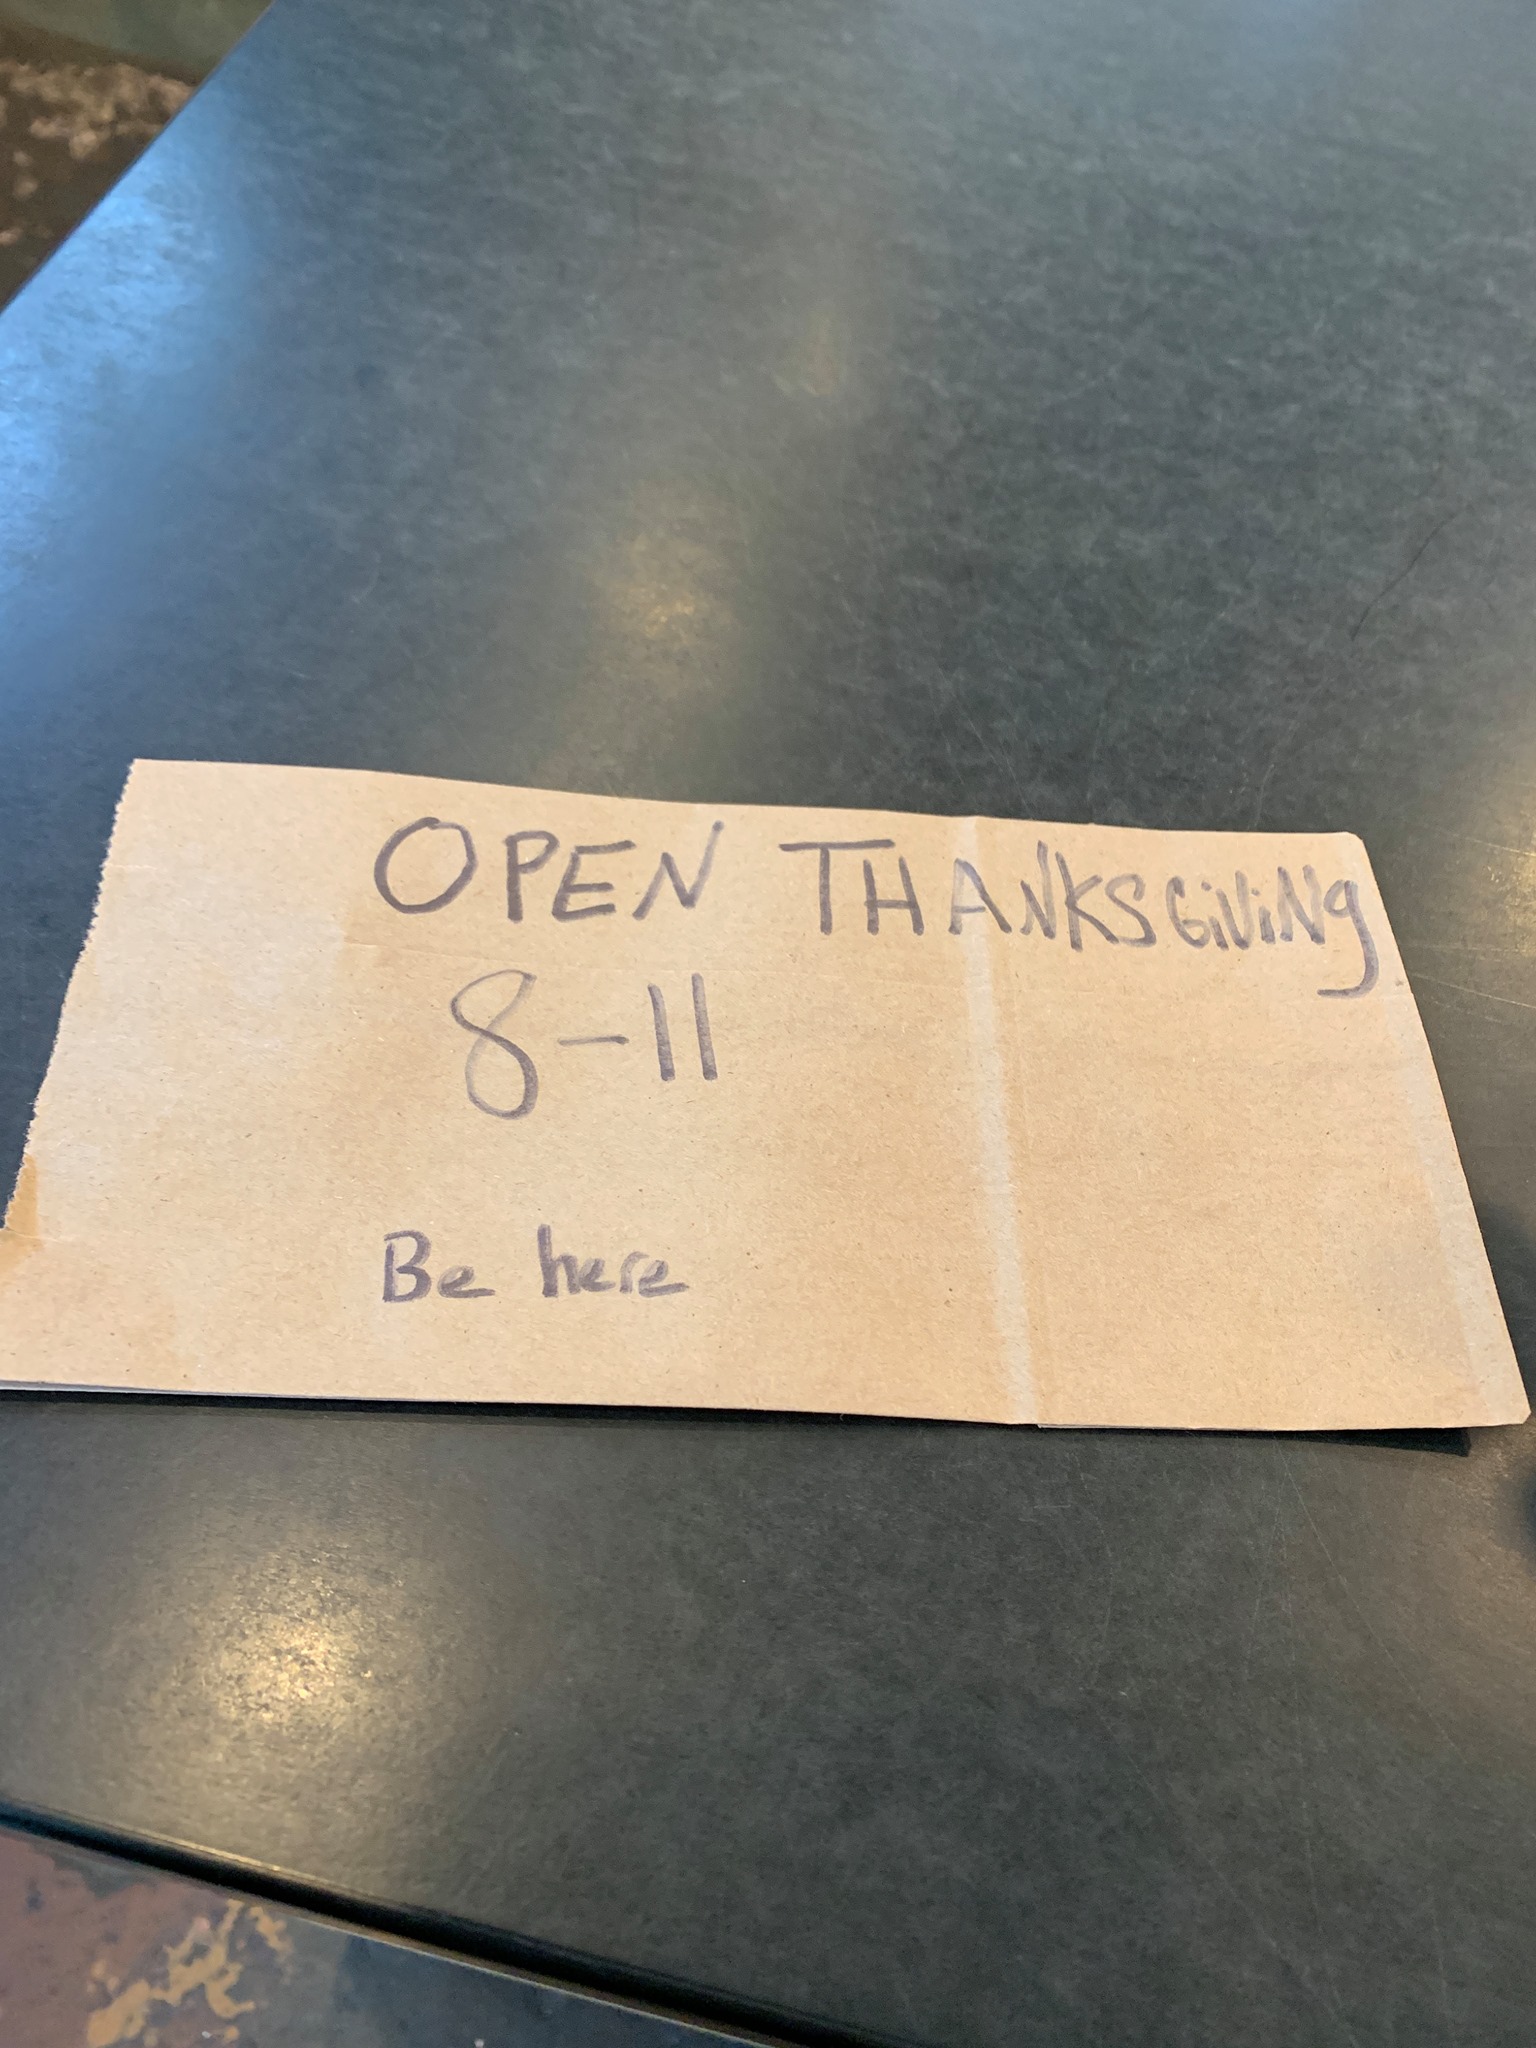 OPEN THANKSGiViNg
8-11
Be here